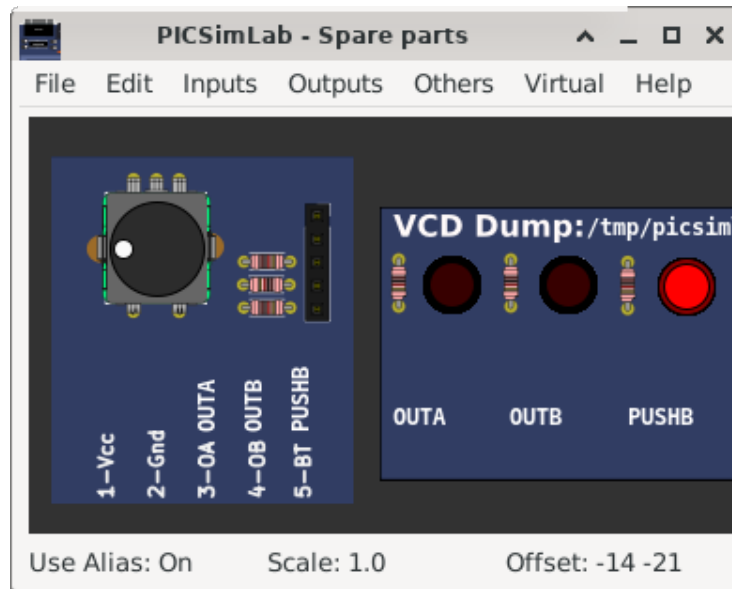 PICSimLab - Spare parts
File Edit Inputs Outputs Others Virtual Help
VCD Dump:/tmp/picsiml
OUTA OUTB PUSHB
1-Vcc
2-Gnd
3-OA OUTA
4-OB OUTB
5-BT PUSHB
Use Alias: On Scale: 1.0 Offset: -14 -21